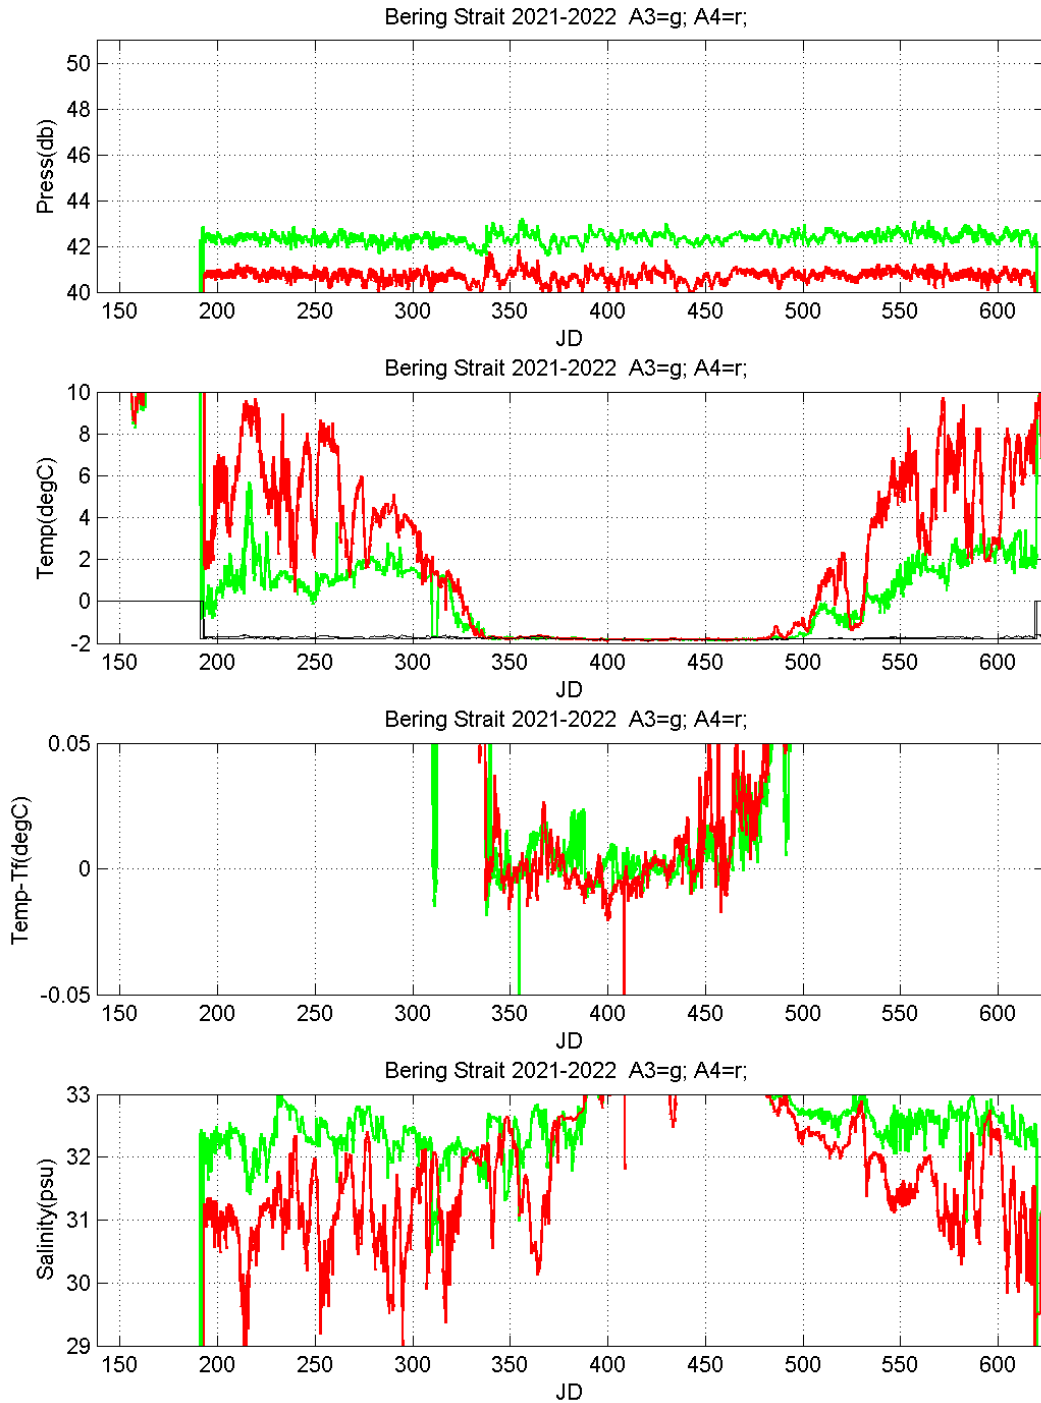 Bering Strait 2021-2022 A3=g; A4=r;
50
48
46
44
42
40
Press(db)
150 200 250 300 350 400 450 500 550 600
JD
Bering Strait 2021-2022 A3=g; A4=r;
10
8
6
4
2
0
-2
Temp(degC)
150 200 250 300 350 400 450 500 550 600
JD
Bering Strait 2021-2022 A3=g; A4=r;
0.05
0
-0.05
Temp-Tf(degC)
150 200 250 300 350 400 450 500 550 600
JD
Bering Strait 2021-2022 A3=g; A4=r;
33
32
31
30
29
Salinity(psu)
150 200 250 300 350 400 450 500 550 600
JD